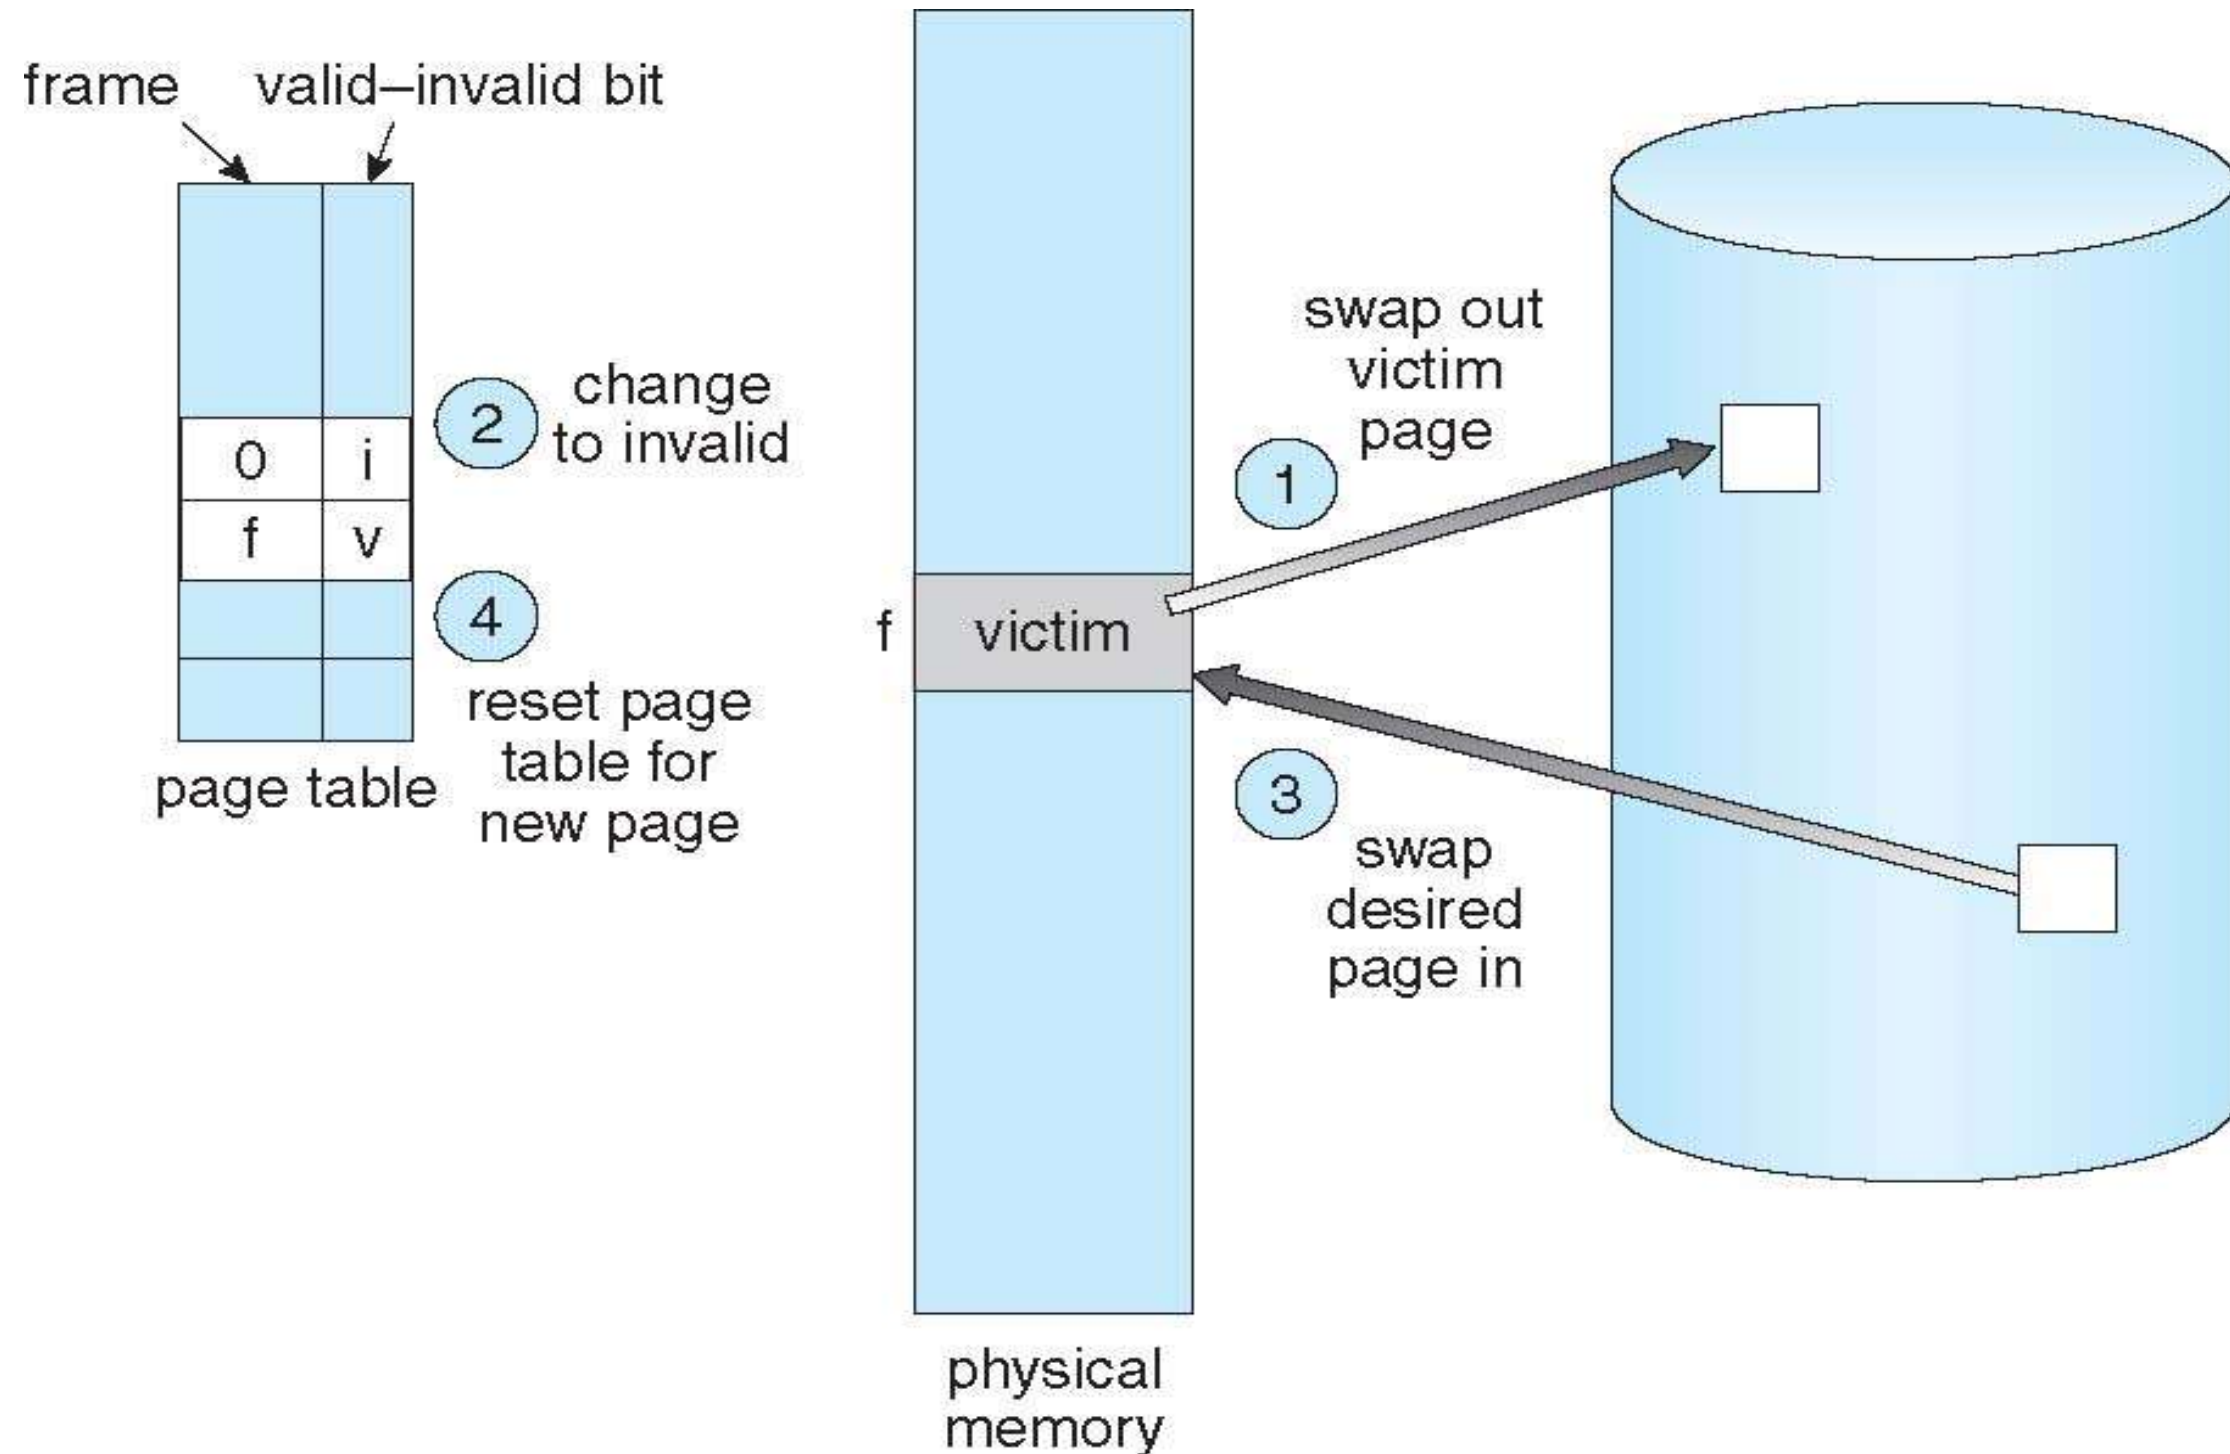 frame
valid–invalid bit
0 i
f v
2
change
to invalid
4
reset page
table for
new page
page table
f
victim
physical
memory
1
swap out
victim
page
3
swap
desired
page in